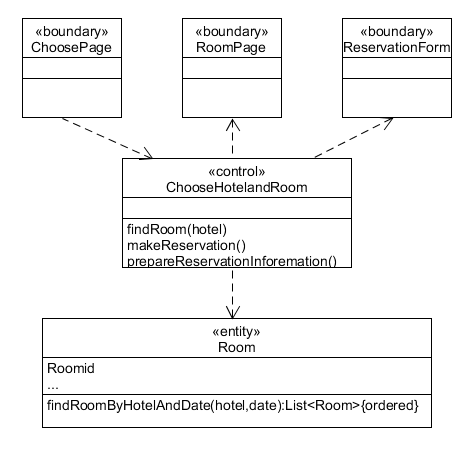 «boundary»
ChoosePage
«boundary»
RoomPage
«boundary»
ReservationForm
«control»
ChooseHotelandRoom
findRoom(hotel)
makeReservation()
prepareReservationInforemation()
«entity»
Room
Roomid
...
findRoomByHotelAndDate(hotel,date):List<Room>{ordered}